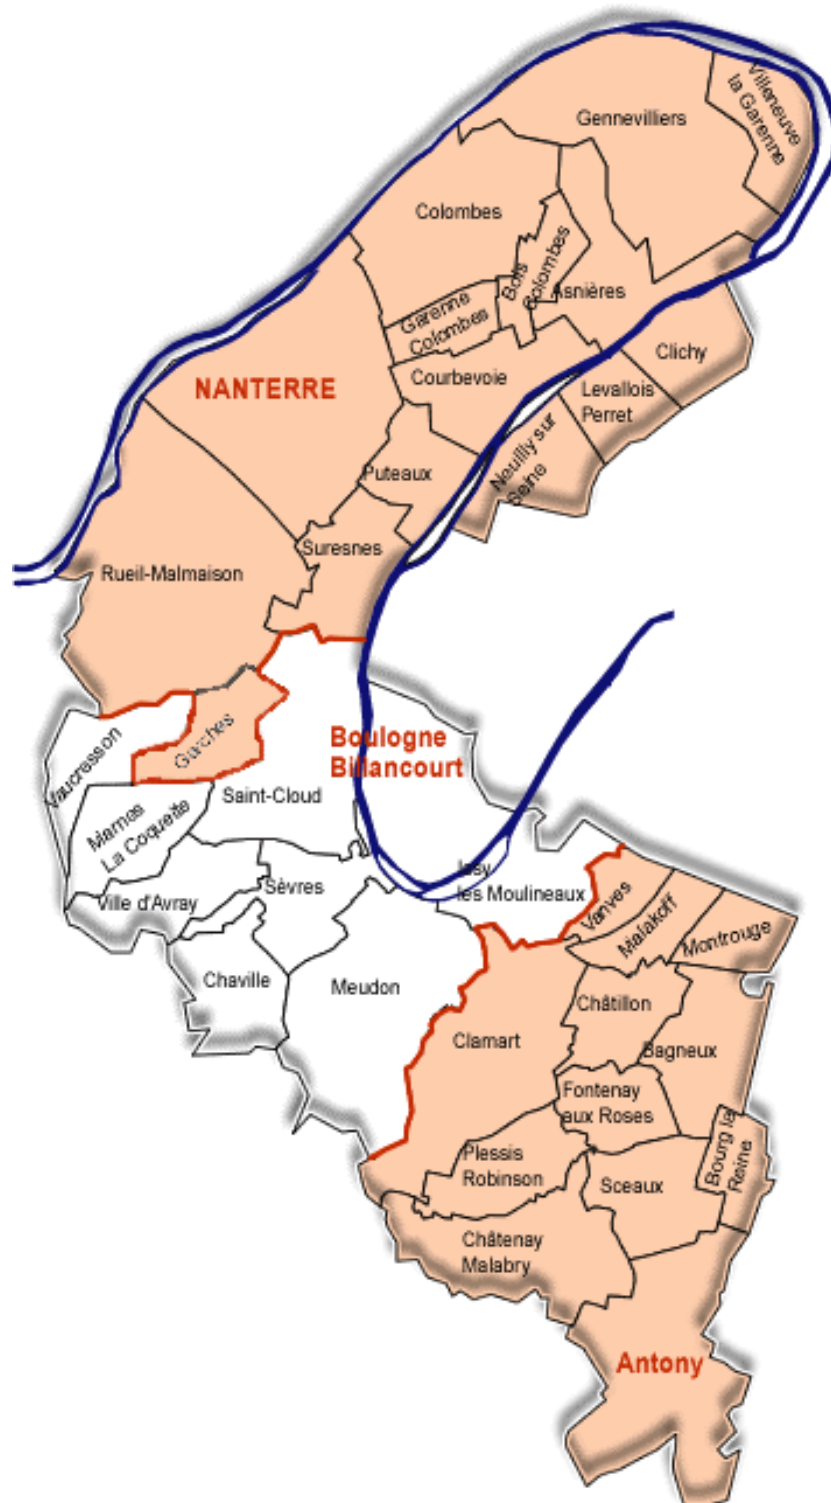 Villeneuve
la Garenne
Gennevilliers
Colombes
Bois
Colombes
Asnières
Garenne
Colombes
Clichy
Courbevoie
NANTERRE
Levallois
Perret
Neuilly sur
Seine
Puteaux
Suresnes
Rueil-Malmaison
Garches
Vaucresson
Boulogne
Billancourt
Saint-Cloud
Marnes
La Coquette
Issy
les Moulineaux
Sèvres
Ville d'Avray
Vanves
Malakoff
Montrouge
Chaville
Meudon
Châtillon
Clamart
Bagneux
Fontenay
aux Roses
Bourg la
Reine
Plessis
Robinson
Sceaux
Châtenay
Malabry
Antony